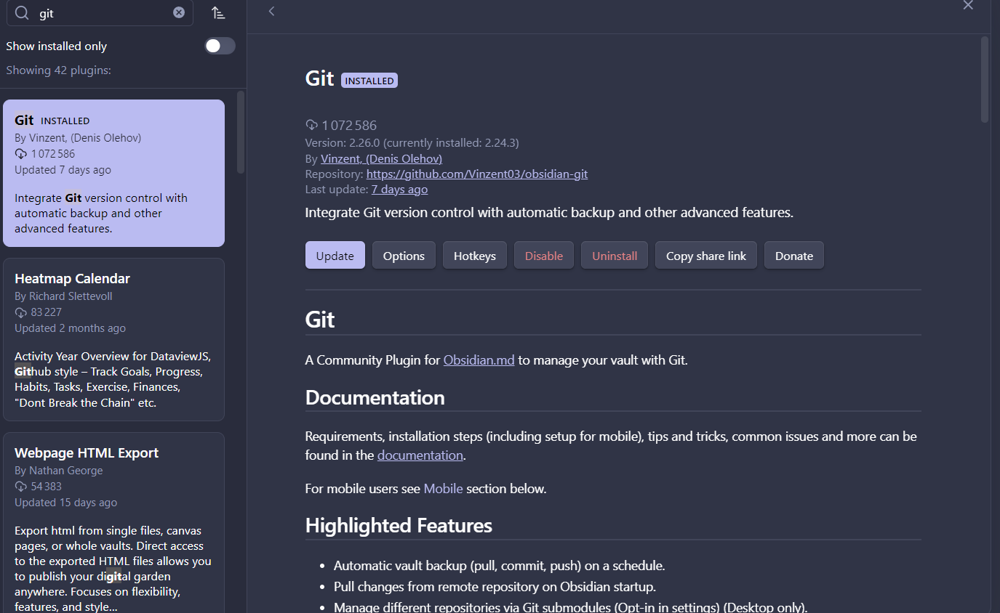 git
Show installed only
Showing 42 plugins:
Git INSTALLED
By Vinzent, (Denis Olehov)
1 072 586
Updated 7 days ago
Integrate Git version control with
automatic backup and other
advanced features.
Heatmap Calendar
By Richard Slettevoll
83 227
Updated 2 months ago
Activity Year Overview for DataviewJS,
Github style – Track Goals, Progress,
Habits, Tasks, Exercise, Finances,
"Dont Break the Chain" etc.
Webpage HTML Export
By Nathan George
54 383
Updated 15 days ago
Export html from single files, canvas
pages, or whole vaults. Direct access
to the exported HTML files allows you
to publish your digital garden
anywhere. Focuses on flexibility,
features, and style...
Git INSTALLED
1 072 586
Version: 2.26.0 (currently installed: 2.24.3)
By Vinzent, (Denis Olehov)
Repository: https://github.com/Vinzent03/obsidian-git
Last update: 7 days ago
Integrate Git version control with automatic backup and other advanced features.
Update Options Hotkeys Disable Uninstall Copy share link Donate
Git
A Community Plugin for Obsidian.md to manage your vault with Git.
Documentation
Requirements, installation steps (including setup for mobile), tips and tricks, common issues and more can be
found in the documentation.
For mobile users see Mobile section below.
Highlighted Features
• Automatic vault backup (pull, commit, push) on a schedule.
• Pull changes from remote repository on Obsidian startup.
• Manage different repositories via Git submodules (Opt-in in settings) (Desktop only).